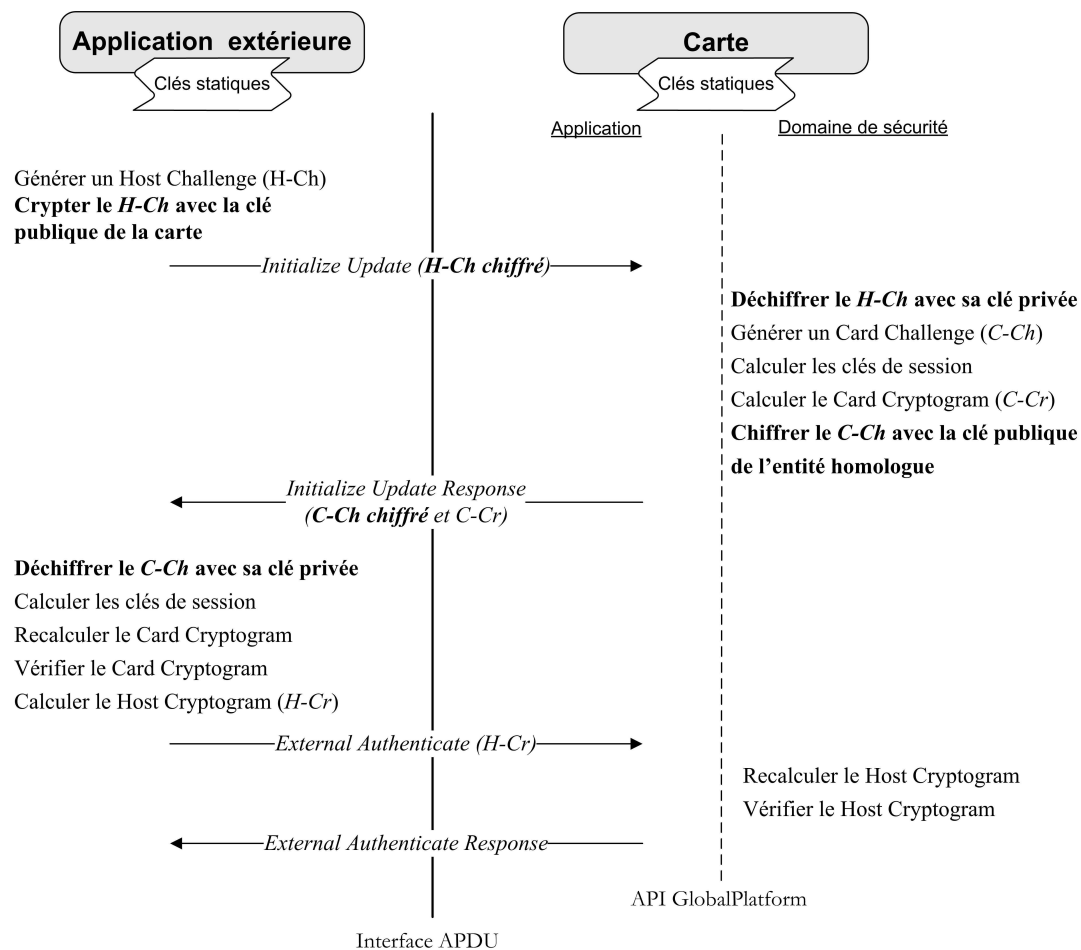 Application extérieure
Clés statiques
Carte
Clés statiques
Application
Domaine de sécurité
Générer un Host Challenge (H-Ch)
Crypter le H-Ch avec la clé
publique de la carte
Initialize Update (H-Ch chiffré)
Déchiffrer le H-Ch avec sa clé privée
Générer un Card Challenge (C-Ch)
Calculer les clés de session
Calculer le Card Cryptogram (C-Cr)
Chiffrer le C-Ch avec la clé publique
de l'entité homologue
Initialize Update Response
(C-Ch chiffré et C-Cr)
Déchiffrer le C-Ch avec sa clé privée
Calculer les clés de session
Recalculer le Card Cryptogram
Vérifier le Card Cryptogram
Calculer le Host Cryptogram (H-Cr)
External Authenticate (H-Cr)
Recalculer le Host Cryptogram
Vérifier le Host Cryptogram
External Authenticate Response
API GlobalPlatform
Interface APDU